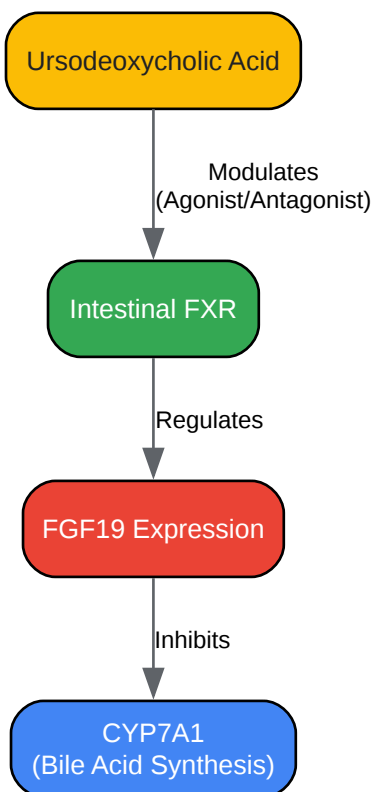 Ursodeoxycholic Acid
Modulates
(Agonist/Antagonist)
Intestinal FXR
Regulates
FGF19 Expression
Inhibits
CYP7A1
(Bile Acid Synthesis)